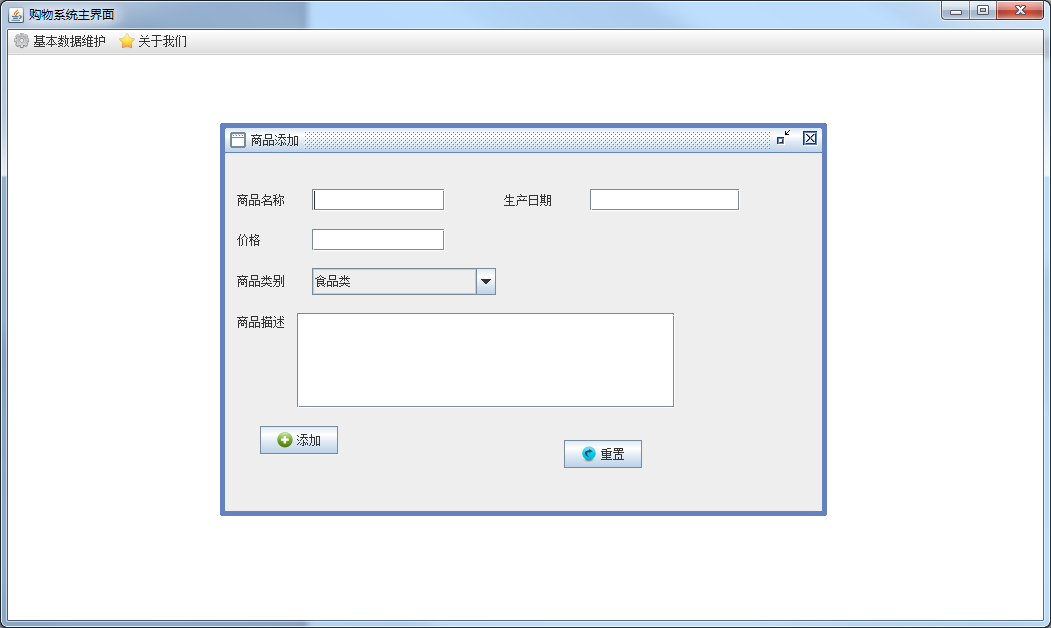 购物系统主界面
基本数据维护 关于我们
商品添加
商品名称 生产日期
价格
商品类别 食品类
商品描述
添加
重置